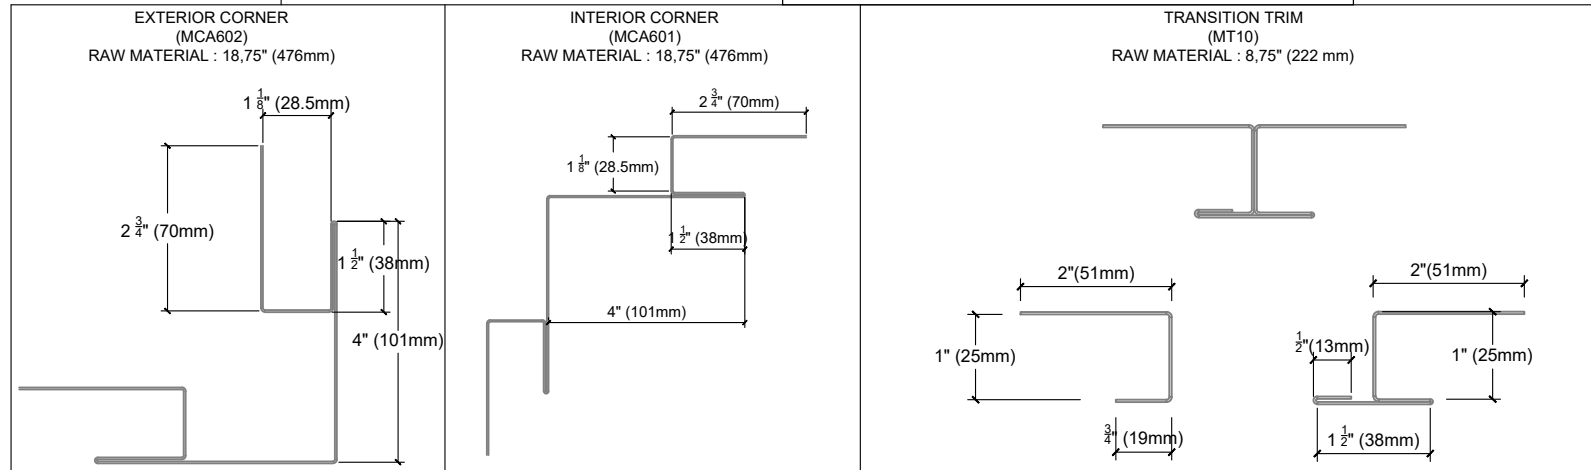 EXTERIOR CORNER
(MCA602)
RAW MATERIAL : 18,75" (476mm)
1 1/8" (28.5mm)
2 3/4" (70mm)
1 1/2" (38mm)
4" (101mm)
INTERIOR CORNER
(MCA601)
RAW MATERIAL : 18,75" (476mm)
2 3/4" (70mm)
1 1/8" (28.5mm)
1 1/2" (38mm)
4" (101mm)
TRANSITION TRIM
(MT10)
RAW MATERIAL : 8,75" (222 mm)
2"(51mm)
1" (25mm)
3/4" (19mm)
2"(51mm)
1/2"(13mm)
1" (25mm)
1 1/2" (38mm)